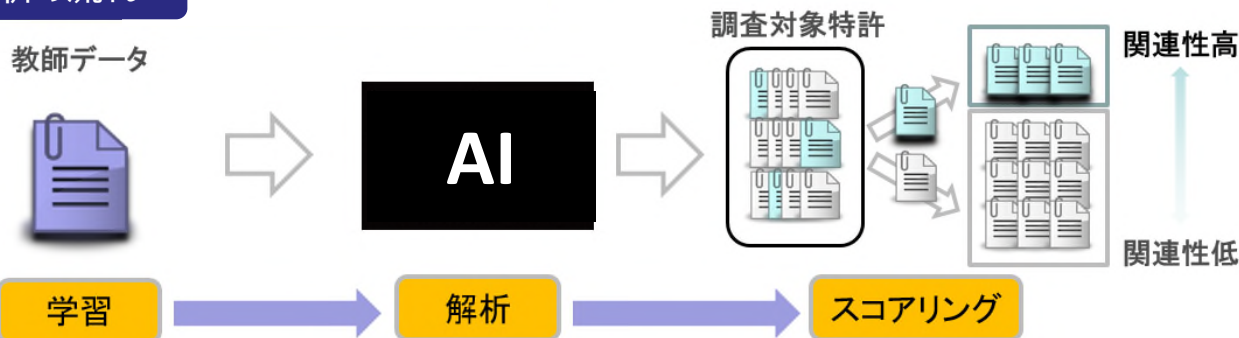 教師データ
調査対象特許
関連性高
AI
関連性低
学習
解析
スコアリング